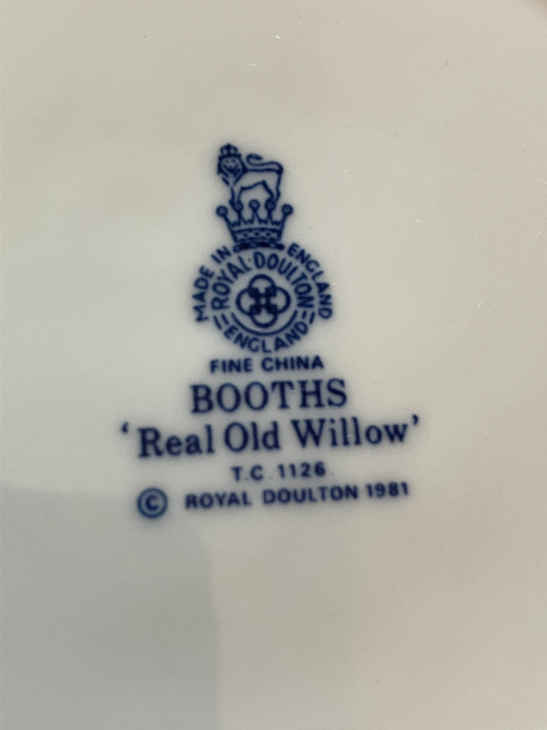 MADE IN ENGLAND
ROYAL·DOULTON
ENGLAND
FINE CHINA
BOOTHS
‘Real Old Willow’
T.C. 1126
© ROYAL DOULTON 1981